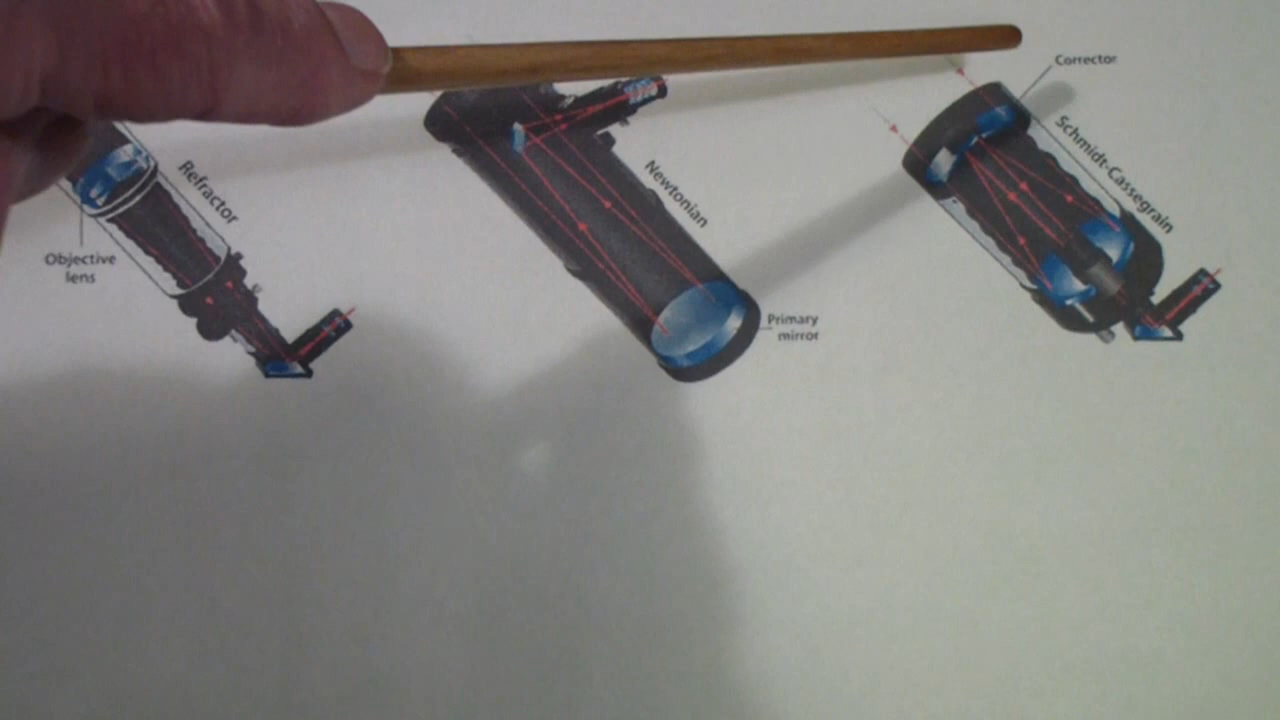 Refractor
Objective
lens
Newtonian
Primary
mirror
Corrector
Schmidt-Cassegrain